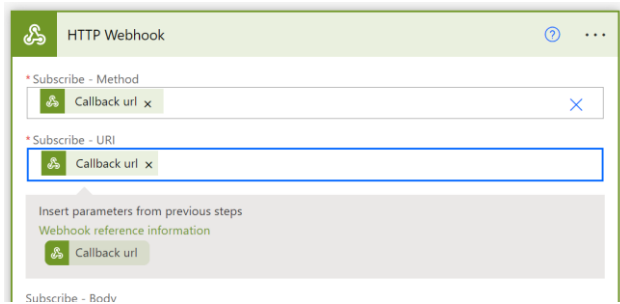 HTTP Webhook
* Subscribe - Method
Callback url ×
* Subscribe - URI
Callback url ×
Insert parameters from previous steps
Webhook reference information
Callback url
Subscribe - Body